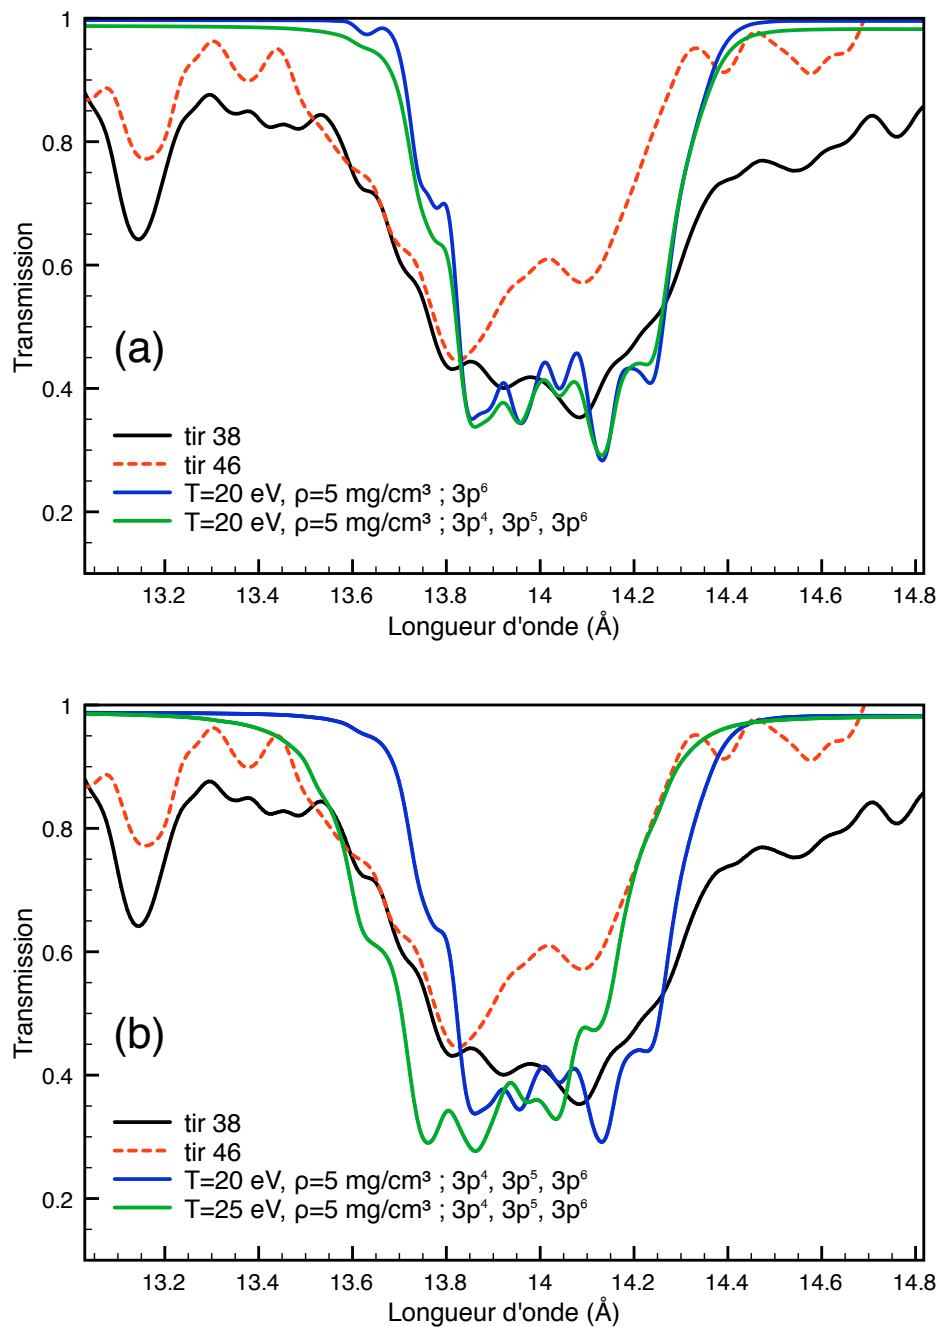 1
0.8
0.6
0.4
0.2
Transmission
(a)
tir 38
tir 46
T=20 eV, ρ=5 mg/cm³ ; 3p⁶
T=20 eV, ρ=5 mg/cm³ ; 3p⁴, 3p⁵, 3p⁶
13.2 13.4 13.6 13.8 14 14.2 14.4 14.6 14.8
Longueur d'onde (Å)
1
0.8
0.6
0.4
0.2
Transmission
(b)
tir 38
tir 46
T=20 eV, ρ=5 mg/cm³ ; 3p⁴, 3p⁵, 3p⁶
T=25 eV, ρ=5 mg/cm³ ; 3p⁴, 3p⁵, 3p⁶
13.2 13.4 13.6 13.8 14 14.2 14.4 14.6 14.8
Longueur d'onde (Å)